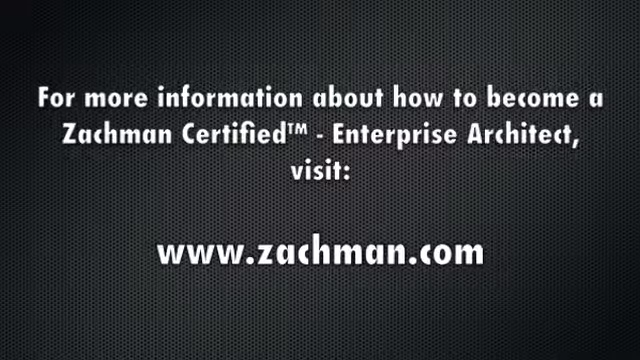 For more information about how to become a
Zachman Certified™ - Enterprise Architect,
visit:
www.zachman.com